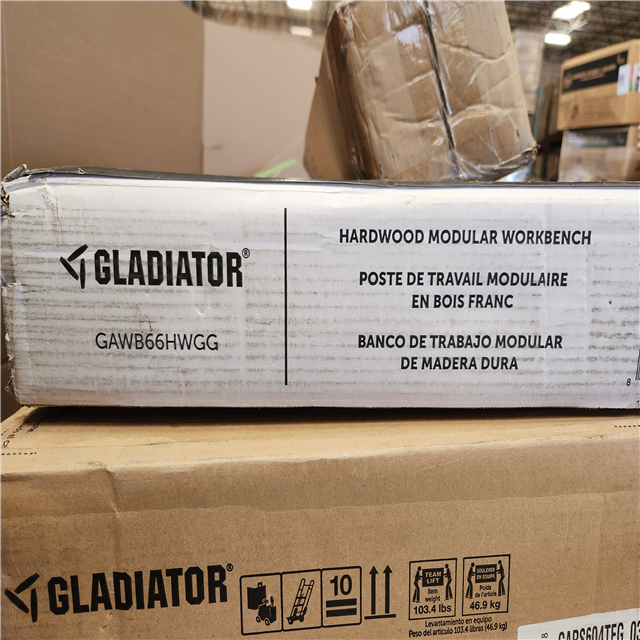 GLADIATOR®
GAWB66HWGG
HARDWOOD MODULAR WORKBENCH
POSTE DE TRAVAIL MODULAIRE
EN BOIS FRANC
BANCO DE TRABAJO MODULAR
DE MADERA DURA
8
GLADIATOR®
10
TEAM
LIFT
Item
weight
103.4 lbs
SOULEVER
EN ÉQUIPE
Poids
de l'article
46.9 kg
Levantamiento en equipo
Peso del artículo 103.4 libras (46.9 kg)
8